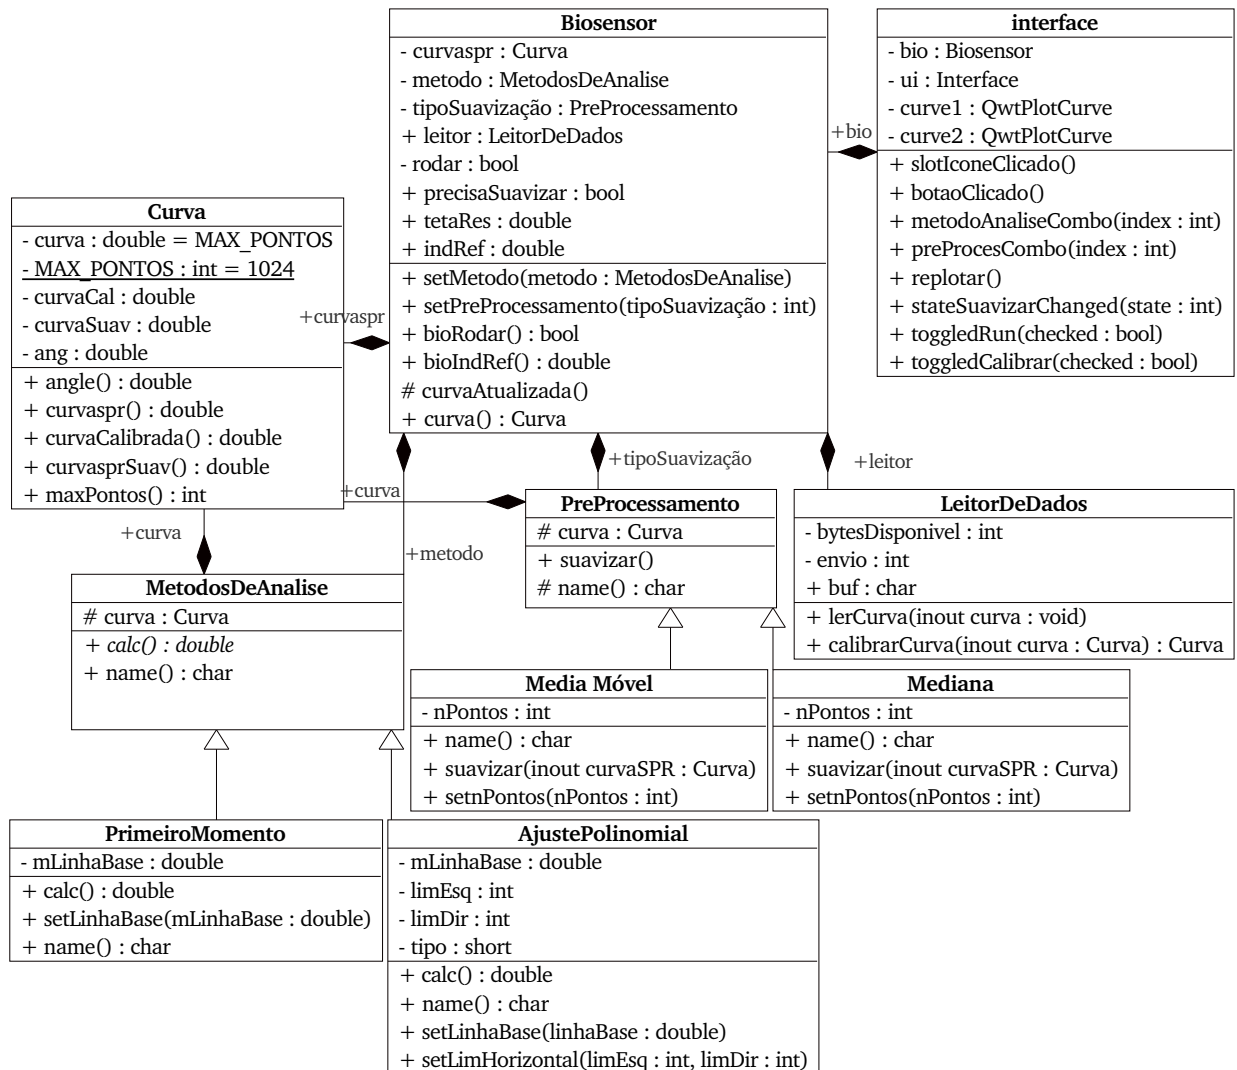 Biosensor
- curvaspr : Curva
- metodo : MetodosDeAnalise
- tipoSuavização : PreProcessamento
+ leitor : LeitorDeDados
- rodar : bool
+ precisaSuavizar : bool
+ tetaRes : double
+ indRef : double
+ setMetodo(metodo : MetodosDeAnalise)
+ setPreProcessamento(tipoSuavização : int)
+ bioRodar() : bool
+ bioIndRef() : double
# curvaAtualizada()
+ curva() : Curva
interface
- bio : Biosensor
- ui : Interface
- curve1 : QwtPlotCurve
- curve2 : QwtPlotCurve
+ slotIconeClicado()
+ botaoClicado()
+ metodoAnaliseCombo(index : int)
+ preProcesCombo(index : int)
+ replotar()
+ stateSuavizarChanged(state : int)
+ toggledRun(checked : bool)
+ toggledCalibrar(checked : bool)
+bio
Curva
- curva : double = MAX_PONTOS
- MAX_PONTOS : int = 1024
- curvaCal : double
- curvaSuav : double
- ang : double
+ angle() : double
+ curvaspr() : double
+ curvaCalibrada() : double
+ curvasprSuav() : double
+ maxPontos() : int
+curvaspr
+tipoSuavização
+leitor
+curva
+curva
+metodo
PreProcessamento
# curva : Curva
+ suavizar()
# name() : char
LeitorDeDados
- bytesDisponivel : int
- envio : int
+ buf : char
+ lerCurva(inout curva : void)
+ calibrarCurva(inout curva : Curva) : Curva
MetodosDeAnalise
# curva : Curva
+ calc() : double
+ name() : char
Media Móvel
- nPontos : int
+ name() : char
+ suavizar(inout curvaSPR : Curva)
+ setnPontos(nPontos : int)
Mediana
- nPontos : int
+ name() : char
+ suavizar(inout curvaSPR : Curva)
+ setnPontos(nPontos : int)
PrimeiroMomento
- mLinhaBase : double
+ calc() : double
+ setLinhaBase(mLinhaBase : double)
+ name() : char
AjustePolinomial
- mLinhaBase : double
- limEsq : int
- limDir : int
- tipo : short
+ calc() : double
+ name() : char
+ setLinhaBase(linhaBase : double)
+ setLimHorizontal(limEsq : int, limDir : int)